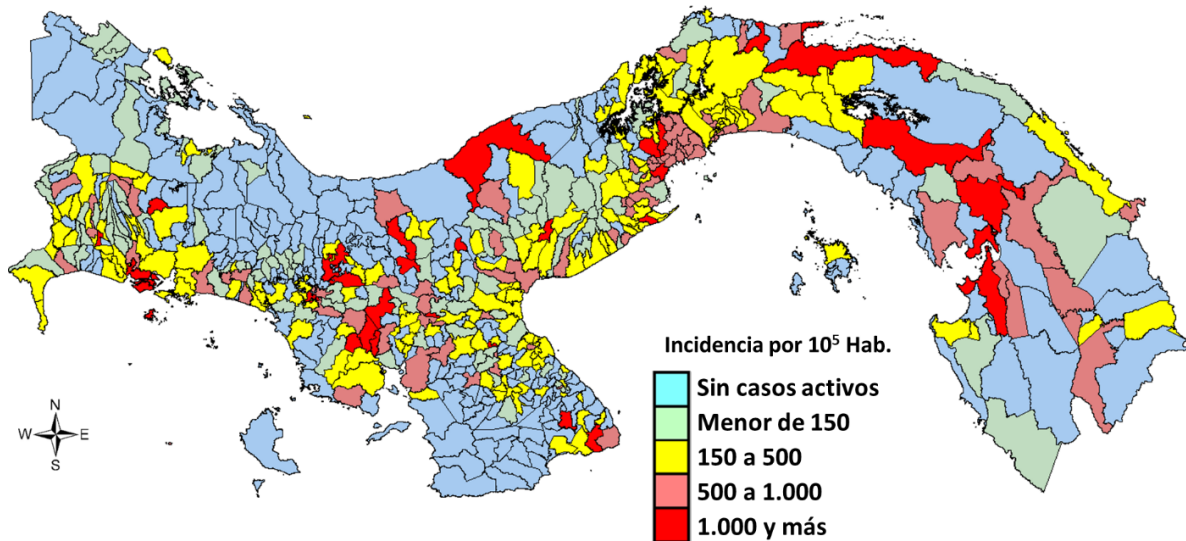 Incidencia por 10⁵ Hab.
Sin casos activos
Menor de 150
150 a 500
500 a 1.000
1.000 y más
N
W E
S